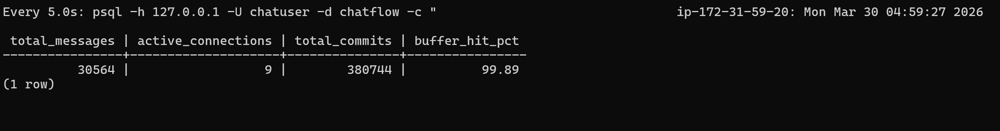 Every 5.0s: psql -h 127.0.0.1 -U chatuser -d chatflow -c "                                ip-172-31-59-20: Mon Mar 30 04:59:27 2026
 total_messages | active_connections | total_commits | buffer_hit_pct
----------------+--------------------+---------------+----------------
          30564 |                  9 |        380744 |          99.89
(1 row)